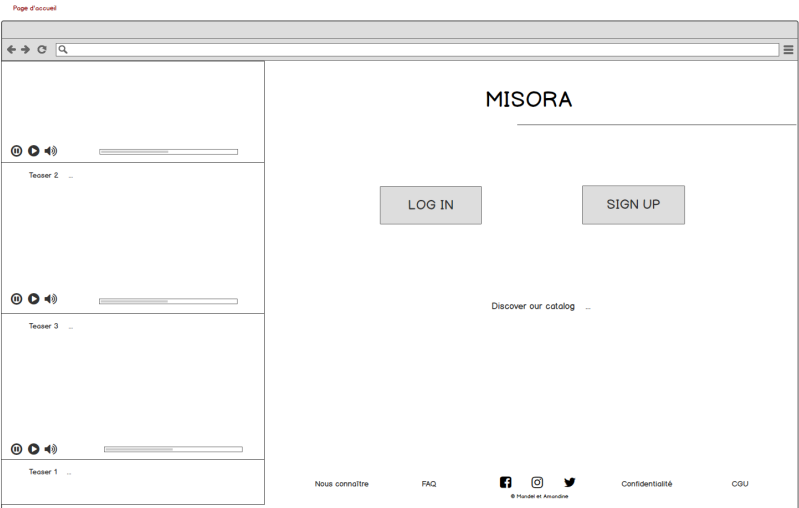 Page d'accueil
MISORA
Teaser 2 ...
LOG IN
SIGN UP
Discover our catalog ...
Teaser 3 ...
Teaser 1 ...
Nous connaître
FAQ
Confidentialité
CGU
© Mandel et Amandine